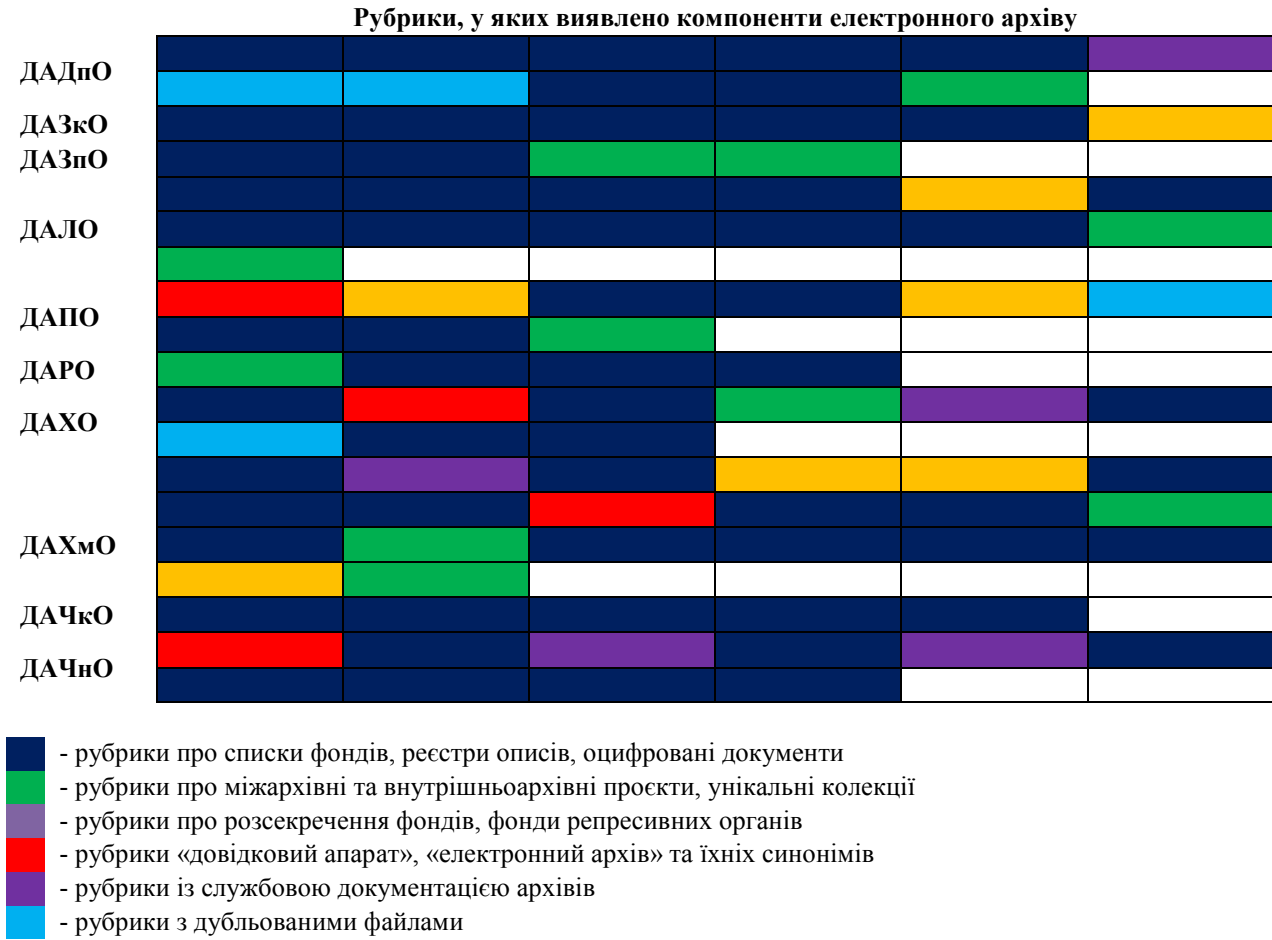 Рубрики, у яких виявлено компоненти електронного архіву
ДАДпО
ДАЗкО
ДАЗпО
ДАЛО
ДАПО
ДАРО
ДАХО
ДАХмО
ДАЧкО
ДАЧнО
- рубрики про списки фондів, реєстри описів, оцифровані документи
- рубрики про міжархівні та внутрішньоархівні проєкти, унікальні колекції
- рубрики про розсекречення фондів, фонди репресивних органів
- рубрики «довідковий апарат», «електронний архів» та їхніх синонімів
- рубрики із службовою документацією архівів
- рубрики з дубльованими файлами